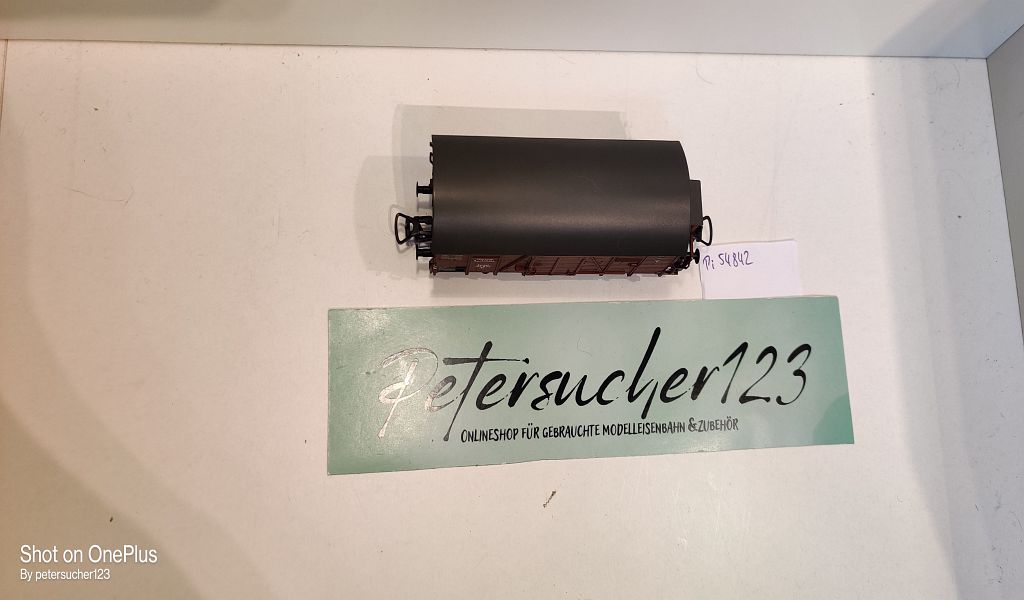 Pi 54842
Petersucher123
ONLINESHOP FÜR GEBRAUCHTE MODELLEISENBAHN & ZUBEHÖR
Shot on OnePlus
By petersucher123